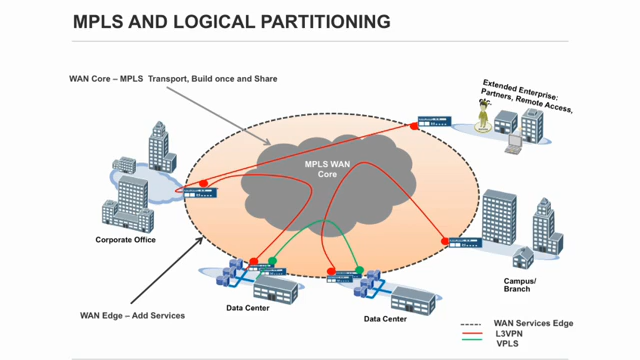 MPLS AND LOGICAL PARTITIONING
WAN Core – MPLS Transport, Build once and Share
Extended Enterprise:
Partners, Remote Access,
etc.
MPLS WAN
Core
Corporate Office
Campus/
Branch
Data Center
Data Center
WAN Edge – Add Services
WAN Services Edge
L3VPN
VPLS